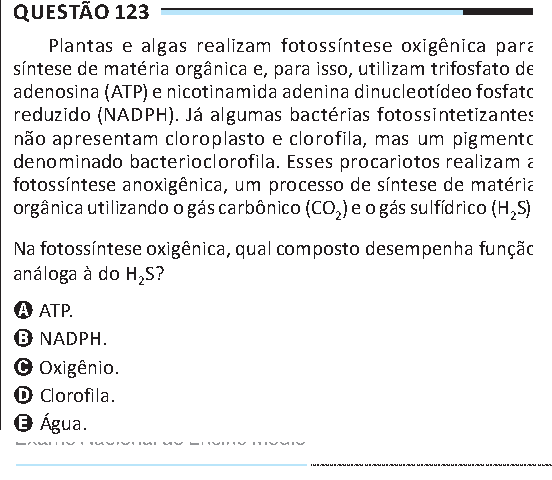 QUESTÃO 123
Plantas e algas realizam fotossíntese oxigênica para
síntese de matéria orgânica e, para isso, utilizam trifosfato de
adenosina (ATP) e nicotinamida adenina dinucleotídeo fosfato
reduzido (NADPH). Já algumas bactérias fotossintetizantes
não apresentam cloroplasto e clorofila, mas um pigmento
denominado bacterioclorofila. Esses procariotos realizam a
fotossíntese anoxigênica, um processo de síntese de matéria
orgânica utilizando o gás carbônico (CO₂) e o gás sulfídrico (H₂S)
Na fotossíntese oxigênica, qual composto desempenha função
análoga à do H₂S?
A ATP.
B NADPH.
C Oxigênio.
D Clorofila.
E Água.